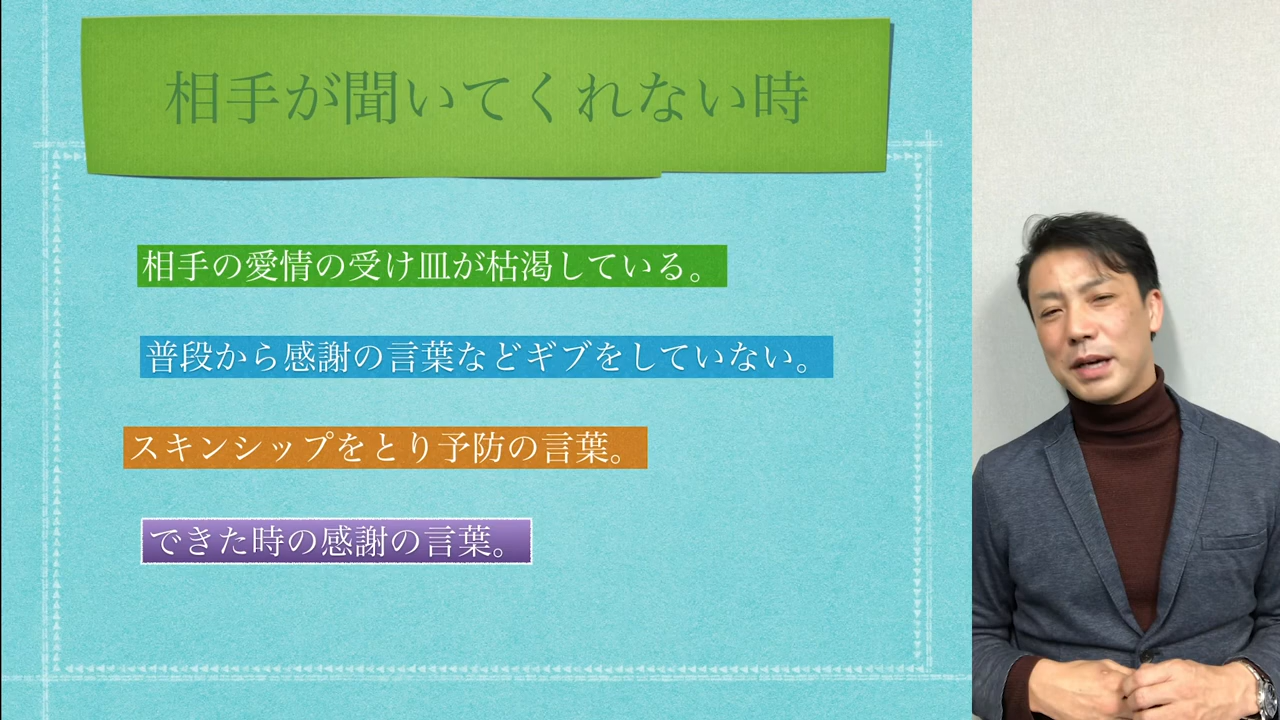 相手が聞いてくれない時
相手の愛情の受け皿が枯渇している。
普段から感謝の言葉などギブをしていない。
スキンシップをとり予防の言葉。
できた時の感謝の言葉。